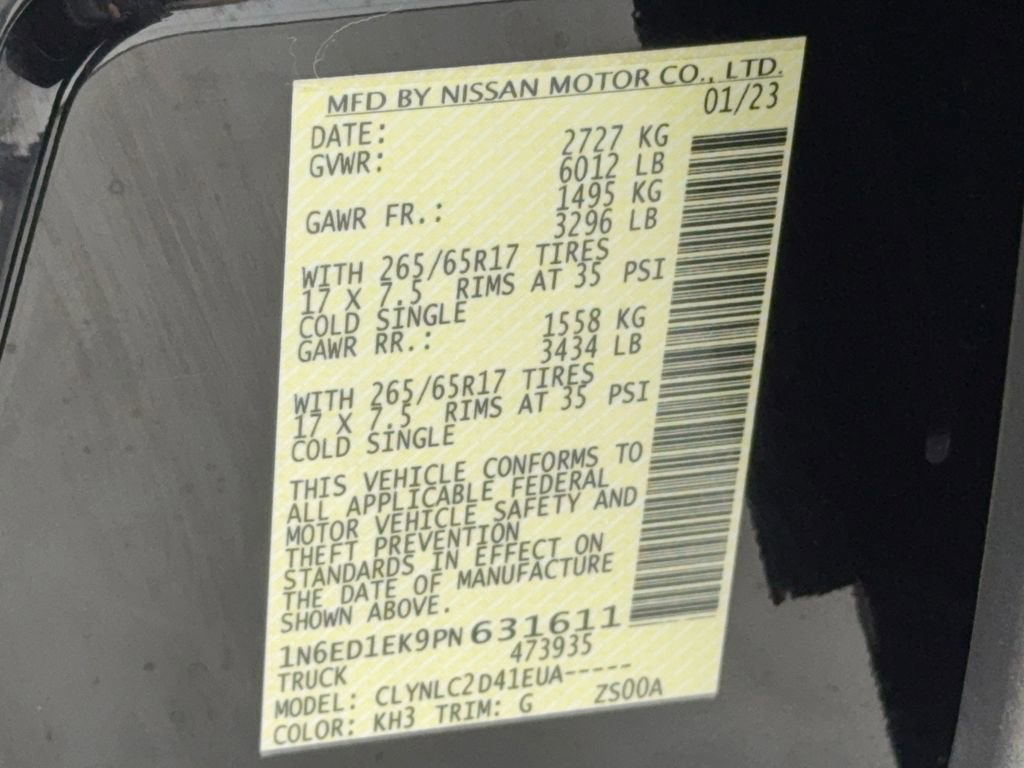 MFD BY NISSAN MOTOR CO., LTD.
DATE: 01/23
GVWR: 2727 KG
6012 LB
GAWR FR.: 1495 KG
3296 LB
WITH 265/65R17 TIRES
17 X 7.5 RIMS AT 35 PSI
COLD SINGLE
GAWR RR.: 1558 KG
3434 LB
WITH 265/65R17 TIRES
17 X 7.5 RIMS AT 35 PSI
COLD SINGLE
THIS VEHICLE CONFORMS TO
ALL APPLICABLE FEDERAL
MOTOR VEHICLE SAFETY AND
THEFT PREVENTION
STANDARDS IN EFFECT ON
THE DATE OF MANUFACTURE
SHOWN ABOVE.
1N6ED1EK9PN631611
TRUCK 473935
MODEL: CLYNLC2D41EUA-----
COLOR: KH3 TRIM: G ZS00A